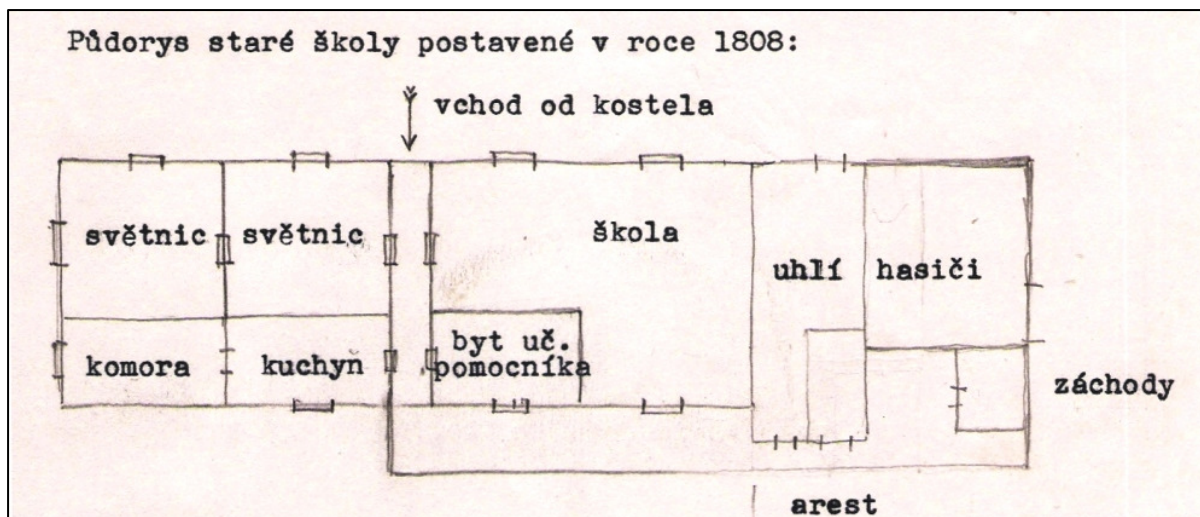 Půdorys staré školy postavené v roce 1808:
vchod od kostela
světnic světnic škola
uhlí hasiči
byt uč.
komora kuchyň pomocníka
záchody
arest